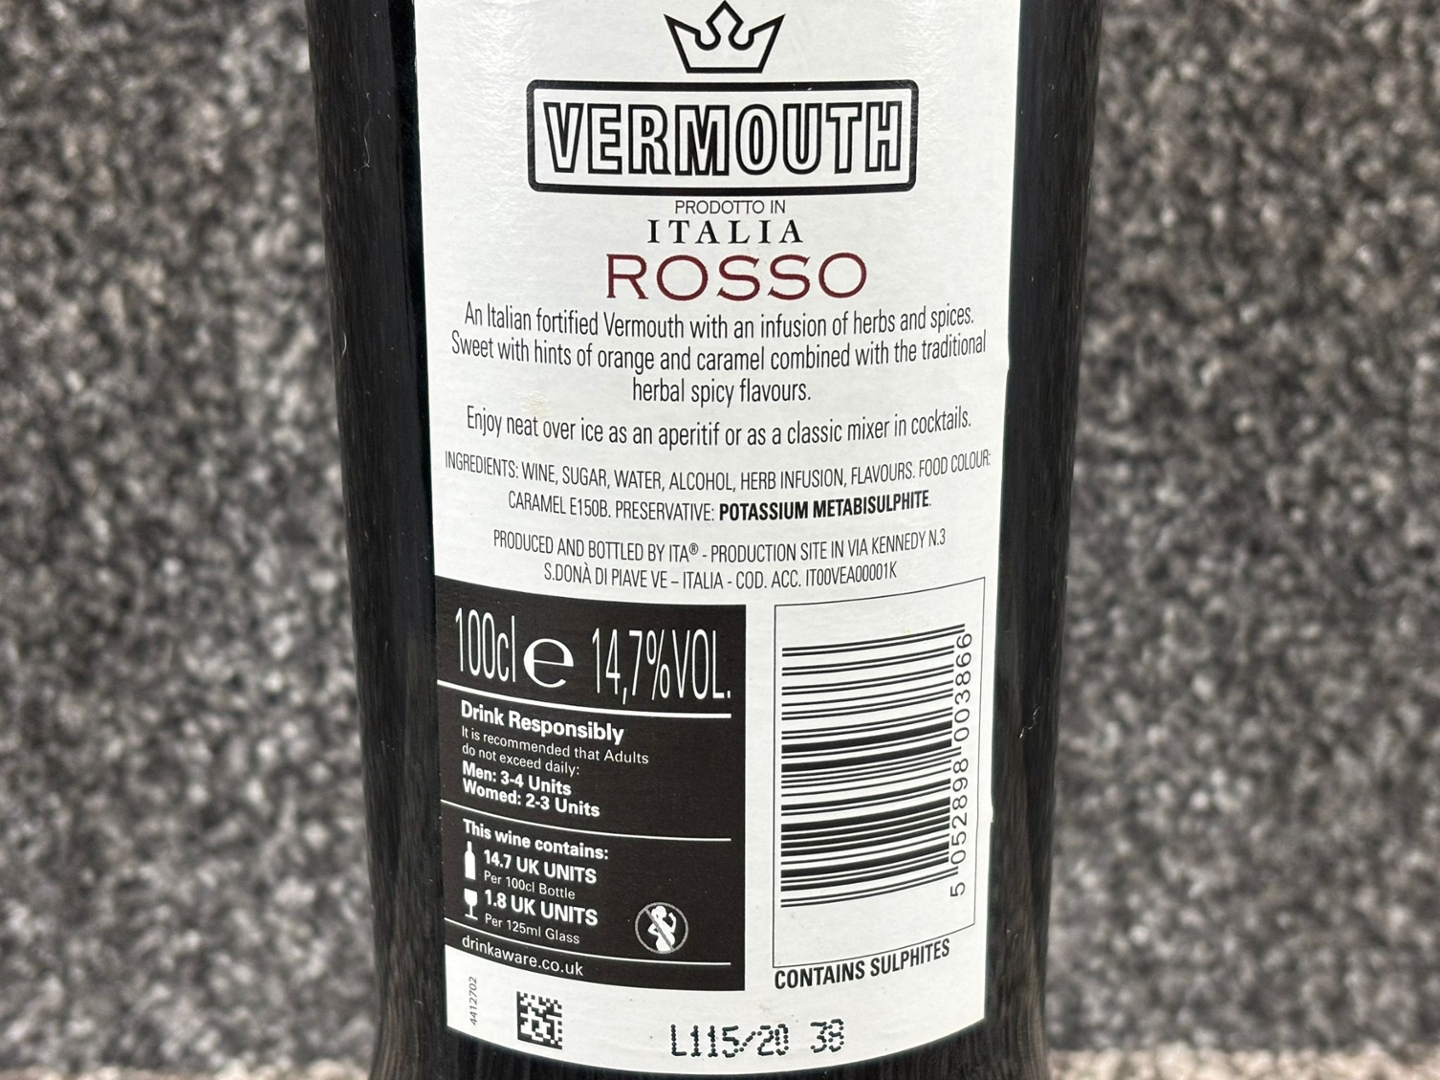 VERMOUTH
PRODOTTO IN
ITALIA
ROSSO
An Italian fortified Vermouth with an infusion of herbs and spices.
Sweet with hints of orange and caramel combined with the traditional
herbal spicy flavours.
Enjoy neat over ice as an aperitif or as a classic mixer in cocktails.
INGREDIENTS: WINE, SUGAR, WATER, ALCOHOL, HERB INFUSION, FLAVOURS. FOOD COLOUR:
CARAMEL E150B. PRESERVATIVE: POTASSIUM METABISULPHITE.
PRODUCED AND BOTTLED BY ITA® - PRODUCTION SITE IN VIA KENNEDY N.3
S.DONÀ DI PIAVE VE – ITALIA - COD. ACC. IT00VEA00001K
100cl e 14,7%VOL.
Drink Responsibly
It is recommended that Adults
do not exceed daily:
Men: 3-4 Units
Womed: 2-3 Units
This wine contains:
14.7 UK UNITS
Per 100cl Bottle
1.8 UK UNITS
Per 125ml Glass
drinkaware.co.uk
5 052898 003866
CONTAINS SULPHITES
4412702
L115/20 38